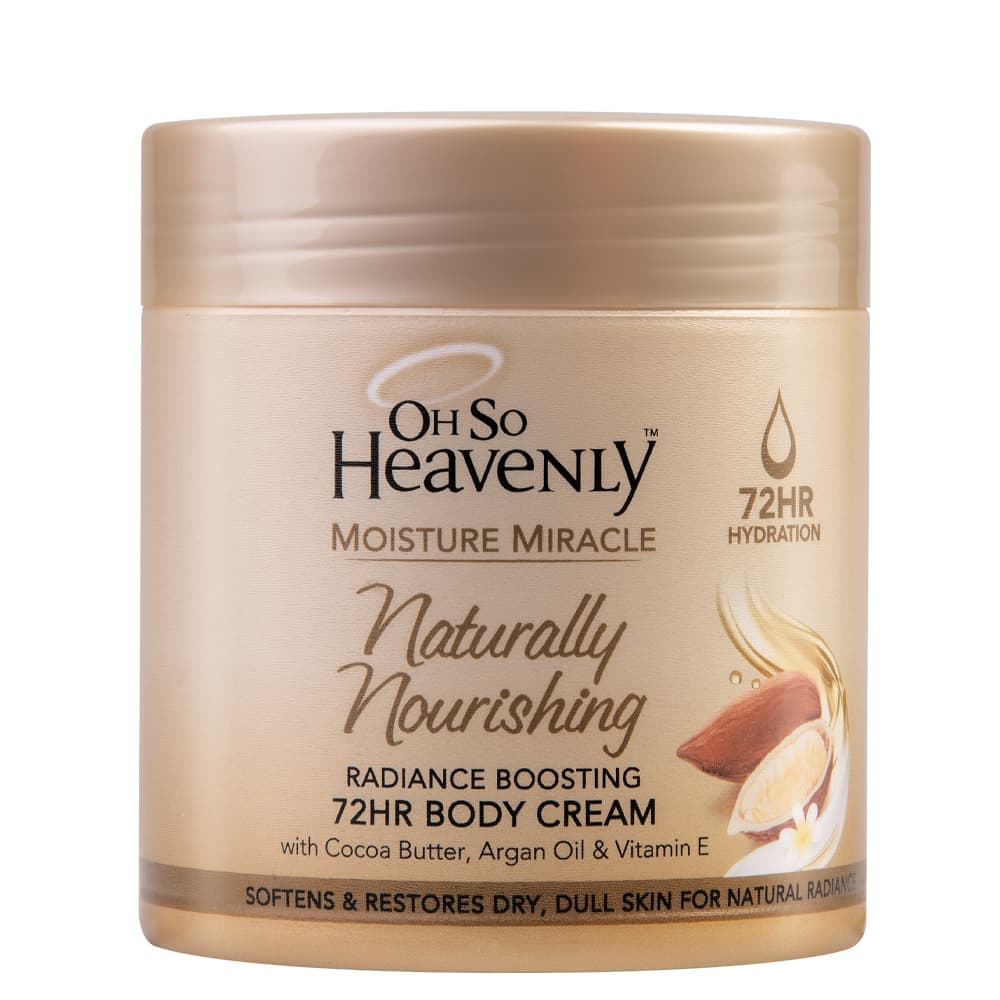 OH SO
HEAVENLY™
MOISTURE MIRACLE
72HR
HYDRATION
Naturally
Nourishing
RADIANCE BOOSTING
72HR BODY CREAM
with Cocoa Butter, Argan Oil & Vitamin E
SOFTENS & RESTORES DRY, DULL SKIN FOR NATURAL RADIANCE